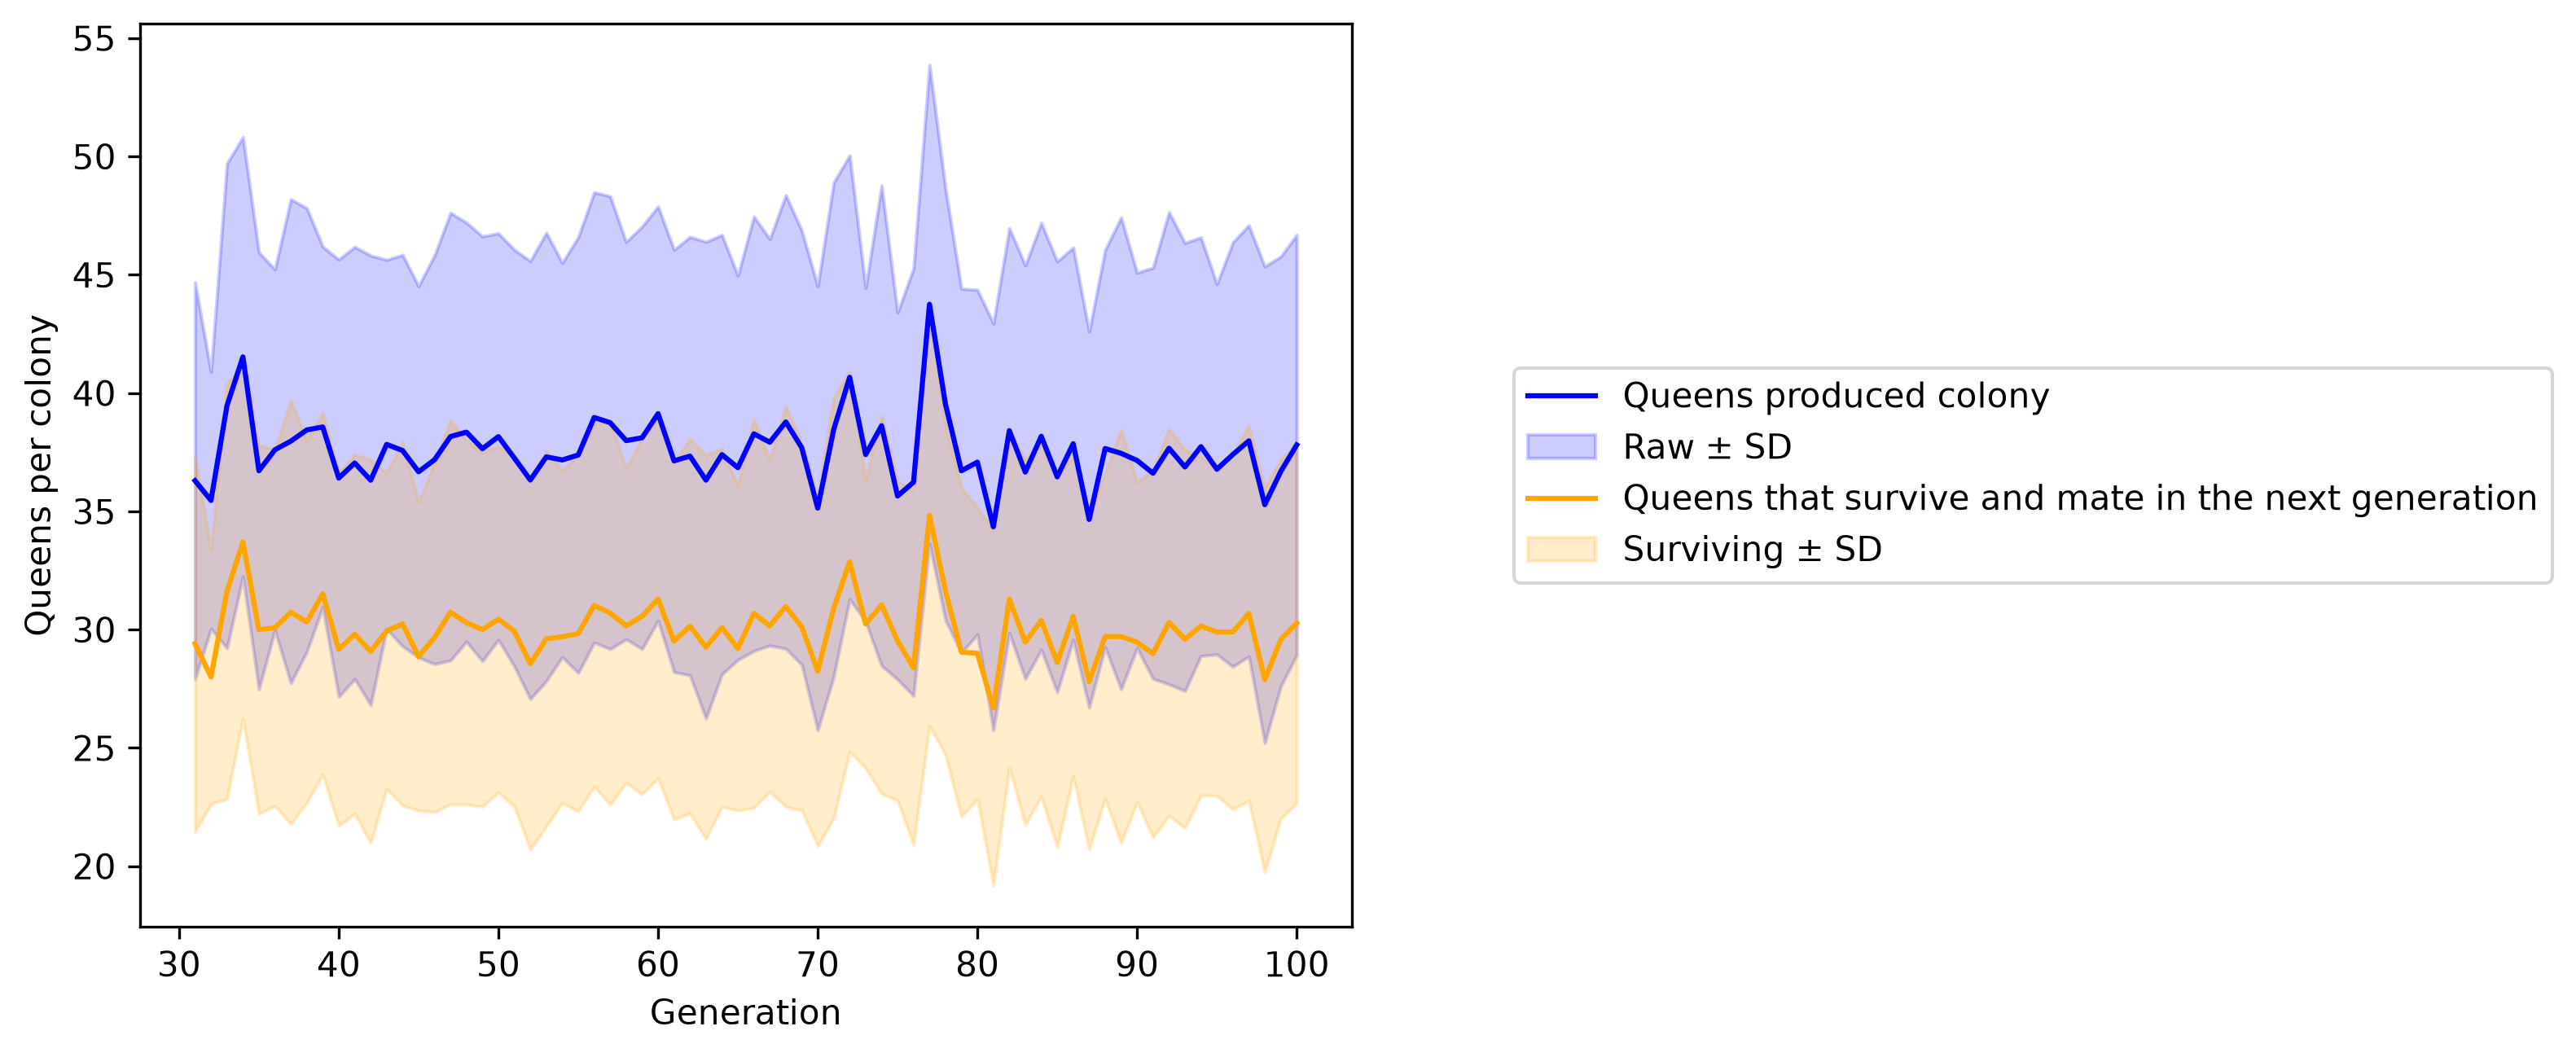 55
50
45
40
35
30
25
20
Queens per colony
30 40 50 60 70 80 90 100
Generation
Queens produced colony
Raw ± SD
Queens that survive and mate in the next generation
Surviving ± SD